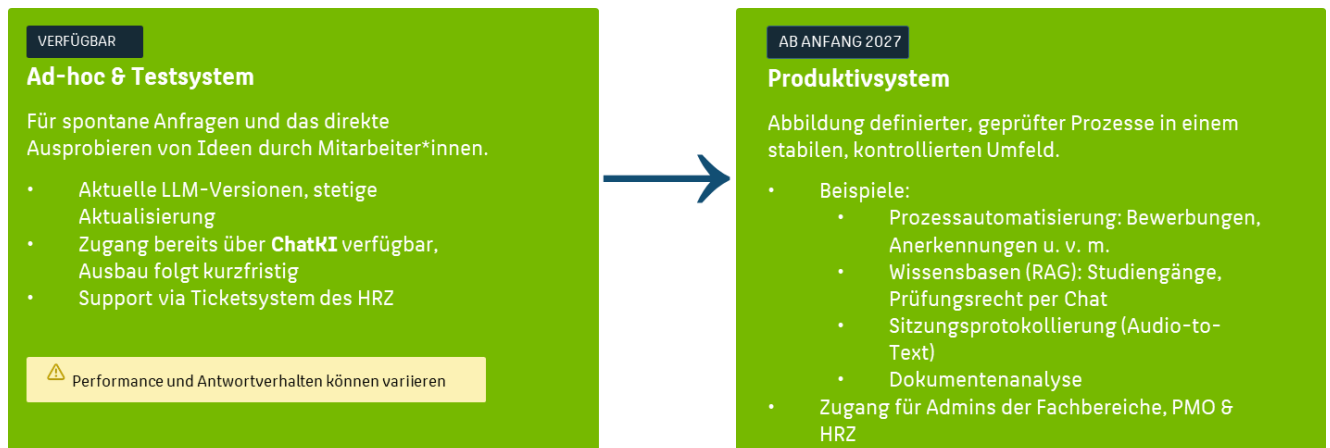 VERFÜGBAR
Ad-hoc & Testsystem
Für spontane Anfragen und das direkte
Ausprobieren von Ideen durch Mitarbeiter*innen.
• Aktuelle LLM-Versionen, stetige
Aktualisierung
• Zugang bereits über ChatKI verfügbar,
Ausbau folgt kurzfristig
• Support via Ticketsystem des HRZ
Performance und Antwortverhalten können variieren
AB ANFANG 2027
Produktivsystem
Abbildung definierter, geprüfter Prozesse in einem
stabilen, kontrollierten Umfeld.
• Beispiele:
• Prozessautomatisierung: Bewerbungen,
Anerkennungen u. v. m.
• Wissensbasen (RAG): Studiengänge,
Prüfungsrecht per Chat
• Sitzungsprotokollierung (Audio-to-
Text)
• Dokumentenanalyse
• Zugang für Admins der Fachbereiche, PMO &
HRZ